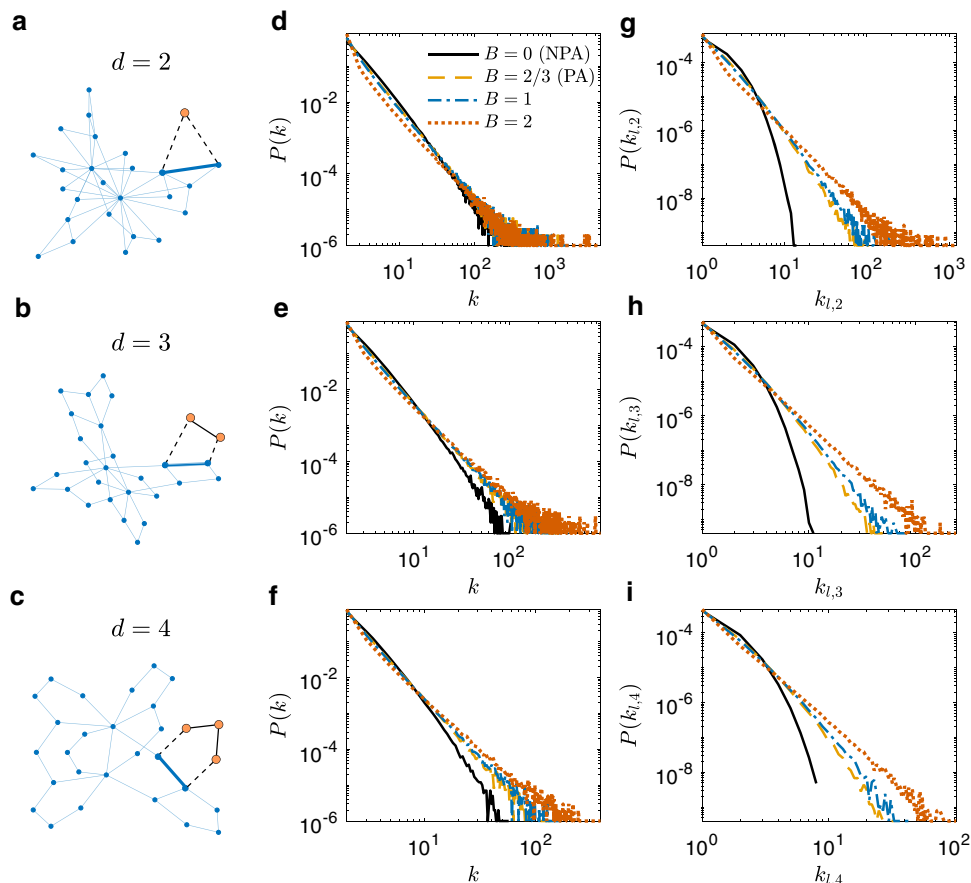 a
d = 2
b
d = 3
c
d = 4
d
P(k)
10^-2
10^-4
10^-6
10^1
10^3
k
B = 0 (NPA)
B = 2/3 (PA)
B = 1
B = 2
e
P(k)
10^-2
10^-4
10^-6
10^1
10^2
k
f
P(k)
10^-2
10^-4
10^-6
10^1
10^2
k
g
P(k_{l,2})
10^-4
10^-6
10^-8
10^0
10^1
10^2
10^3
k_{l,2}
h
P(k_{l,3})
10^-4
10^-6
10^-8
10^0
10^1
10^2
k_{l,3}
i
P(k_{l,4})
10^-4
10^-6
10^-8
10^0
10^1
10^2
k_{l,4}